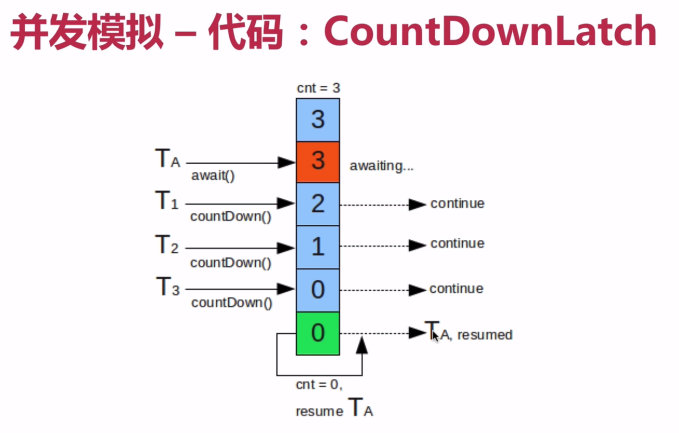 并发模拟 – 代码：CountDownLatch
cnt = 3
3
TA
await()
3
awaiting...
T1
countDown()
2
continue
T2
countDown()
1
continue
T3
countDown()
0
continue
0
TA, resumed
cnt = 0,
resume TA